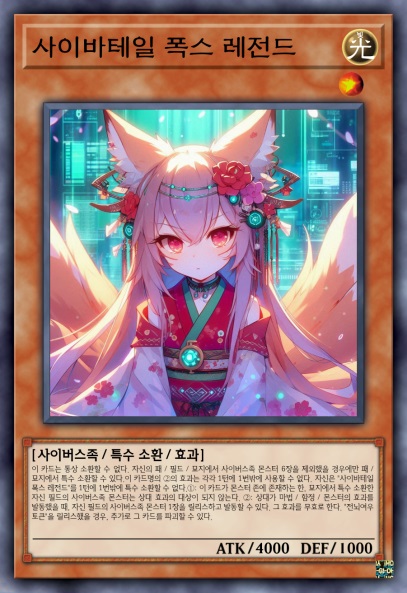 사이바테일 폭스 레전드
光
[사이버스족 / 특수 소환 / 효과]
이 카드는 통상 소환할 수 없다. 자신의 패 / 필드 / 묘지에서 사이버스족 몬스터 6장을 제외했을 경우에만 패 /
묘지에서 특수 소환할 수 있다.이 카드명의 ②의 효과는 각각 1턴에 1번밖에 사용할 수 없다. 자신은 "사이바테일
폭스 레전드"를 1턴에 1번밖에 특수 소환할 수 없다.①: 이 카드가 몬스터 존에 존재하는 한, 묘지에서 특수 소환한
자신 필드의 사이버스족 몬스터는 상대 효과의 대상이 되지 않는다. ②: 상대가 마법 / 함정 / 몬스터의 효과를
발동했을 때, 자신 필드의 사이버스족 몬스터 1장을 릴리스하고 발동할 수 있다. 그 효과를 무효로 한다. "전뇌여우
토큰"을 릴리스했을 경우, 추가로 그 카드를 파괴할 수 있다.
ATK/4000 DEF/1000